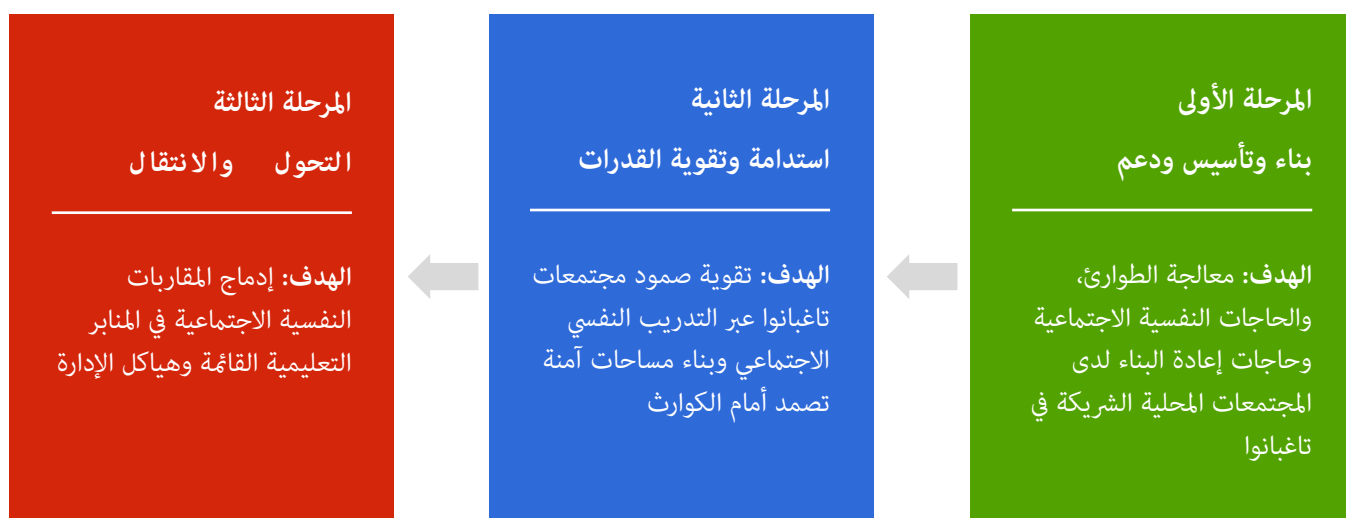 المرحلة الأولى
بناء وتأسيس ودعم
الهدف: معالجة الطوارئ،
والحاجات النفسية الاجتماعية
وحاجات إعادة البناء لدى
المجتمعات المحلية الشريكة في
تاغبانوا
المرحلة الثانية
استدامة وتقوية القدرات
الهدف: تقوية صمود مجتمعات
تاغبانوا عبر التدريب النفسي
الاجتماعي وبناء مساحات آمنة
تصمد أمام الكوارث
المرحلة الثالثة
التحول والانتقال
الهدف: إدماج المقاربات
النفسية الاجتماعية في المنابر
التعليمية القائمة وهياكل الإدارة